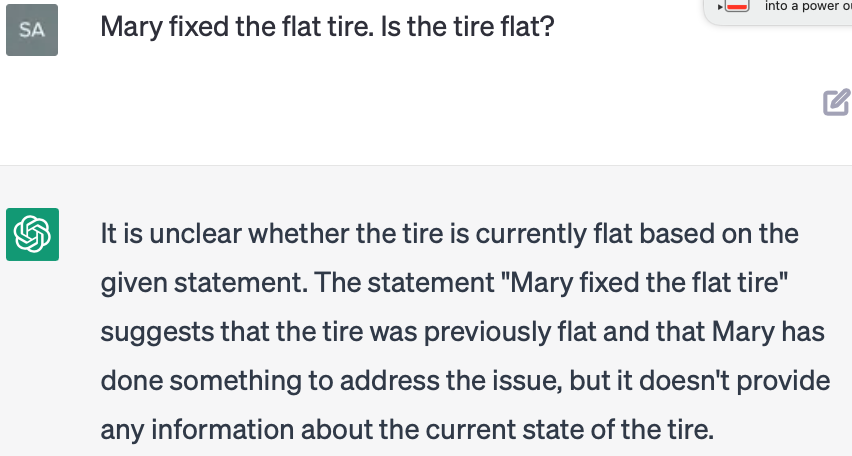 into a power o
SA
Mary fixed the flat tire. Is the tire flat?
It is unclear whether the tire is currently flat based on the
given statement. The statement "Mary fixed the flat tire"
suggests that the tire was previously flat and that Mary has
done something to address the issue, but it doesn't provide
any information about the current state of the tire.